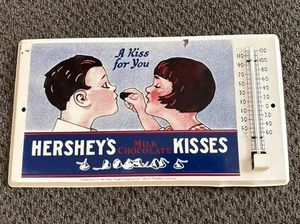 A Kiss
for You
HERSHEY'S MILK CHOCOLATE KISSES